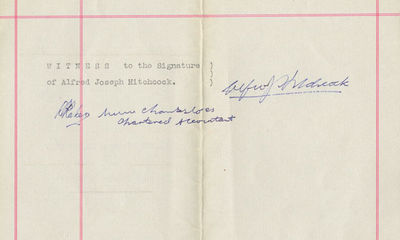 W I T N E S S to the Signature )
of Alfred Joseph Hitchcock. )
Alfred J Hitchcock
Chartered Accountant